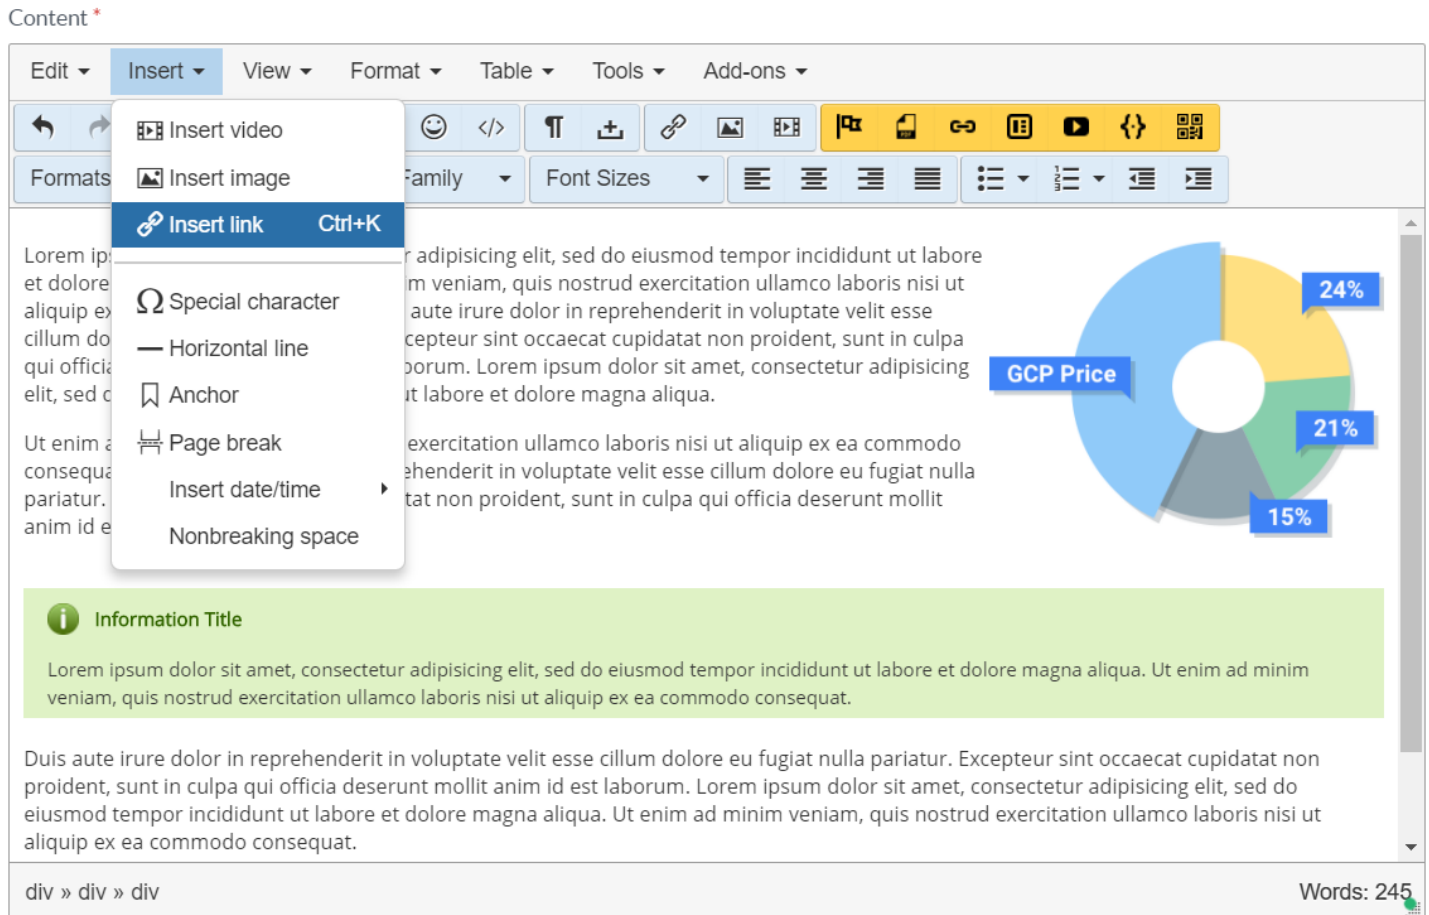 Content *
Edit Insert View Format Table Tools Add-ons
Insert video
Insert image
Insert link Ctrl+K
Special character
Horizontal line
Anchor
Page break
Insert date/time
Nonbreaking space
Formats Family Font Sizes
Lorem adipisicing elit, sed do eiusmod tempor incididunt ut labore
et dolore veniam, quis nostrud exercitation ullamco laboris nisi ut
aliquip aute irure dolor in reprehenderit in voluptate velit esse
cillum sint occaecat cupidatat non proident, sunt in culpa
qui Lorem ipsum dolor sit amet, consectetur adipisicing
elit, sed labore et dolore magna aliqua.
Ut enim exercitation ullamco laboris nisi ut aliquip ex ea commodo
in voluptate velit esse cillum dolore eu fugiat nulla
pariatur. non proident, sunt in culpa qui officia deserunt mollit
anim id
GCP Price
24%
21%
15%
Information Title
Lorem ipsum dolor sit amet, consectetur adipisicing elit, sed do eiusmod tempor incididunt ut labore et dolore magna aliqua. Ut enim ad minim
veniam, quis nostrud exercitation ullamco laboris nisi ut aliquip ex ea commodo consequat.
Duis aute irure dolor in reprehenderit in voluptate velit esse cillum dolore eu fugiat nulla pariatur. Excepteur sint occaecat cupidatat non
proident, sunt in culpa qui officia deserunt mollit anim id est laborum. Lorem ipsum dolor sit amet, consectetur adipisicing elit, sed do
eiusmod tempor incididunt ut labore et dolore magna aliqua. Ut enim ad minim veniam, quis nostrud exercitation ullamco laboris nisi ut
aliquip ex ea commodo consequat.
div » div » div
Words: 245